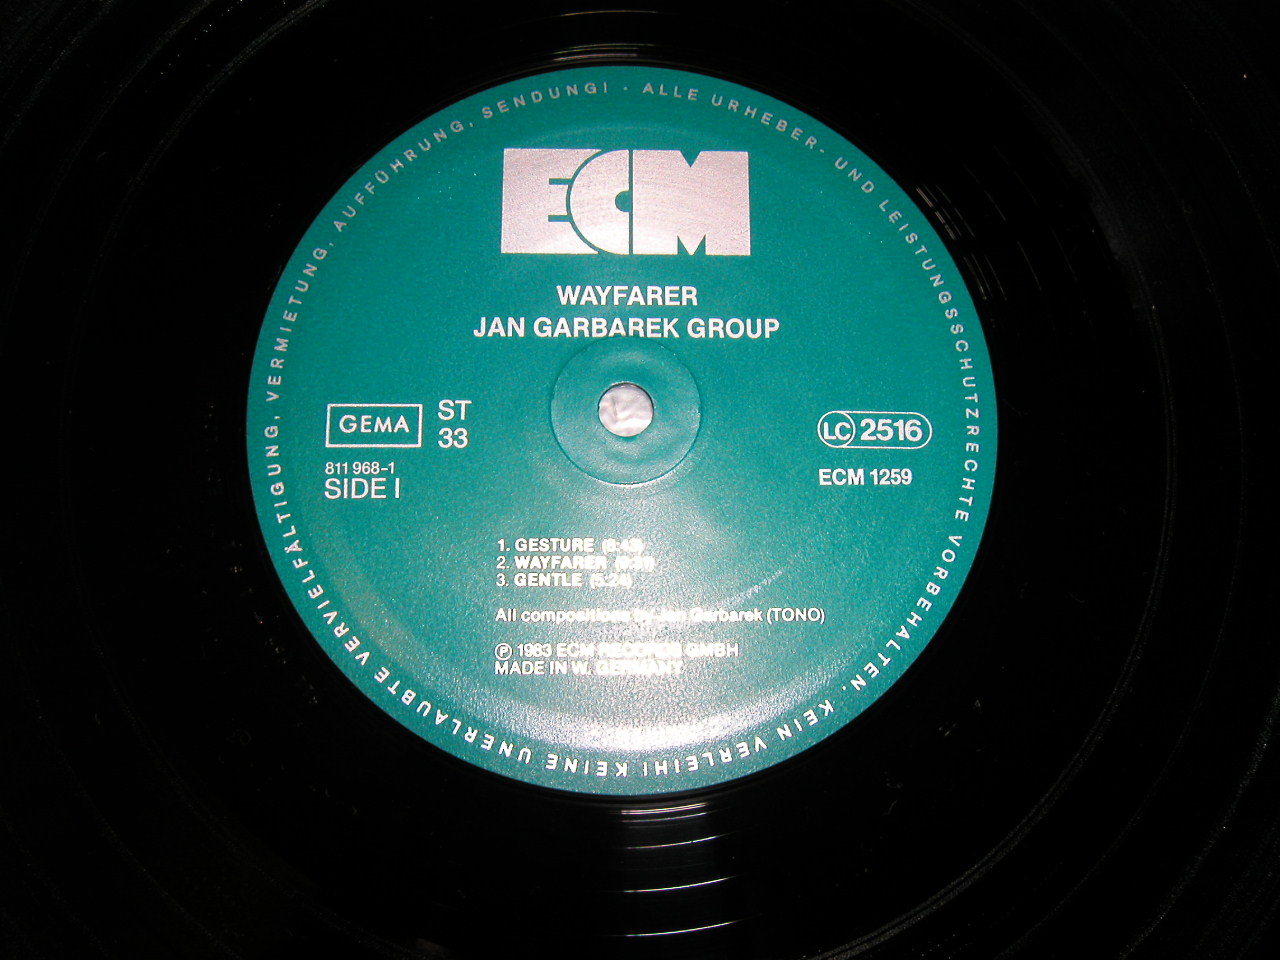 ALLE URHEBER- UND LEISTUNGSSCHUTZRECHTE VORBEHALTEN. KEIN VERLEIH! KEINE UNERLAUBTE VERVIELFÄLTIGUNG, VERMIETUNG, AUFFÜHRUNG, SENDUNG! ·
ECM
WAYFARER
JAN GARBAREK GROUP
GEMA
ST
33
LC 2516
811 968-1
SIDE I
ECM 1259
1. GESTURE
2. WAYFARER
3. GENTLE (5:24)
All compositions by Jan Garbarek (TONO)
℗ 1983 ECM RECORDS GMBH
MADE IN W. GERMANY